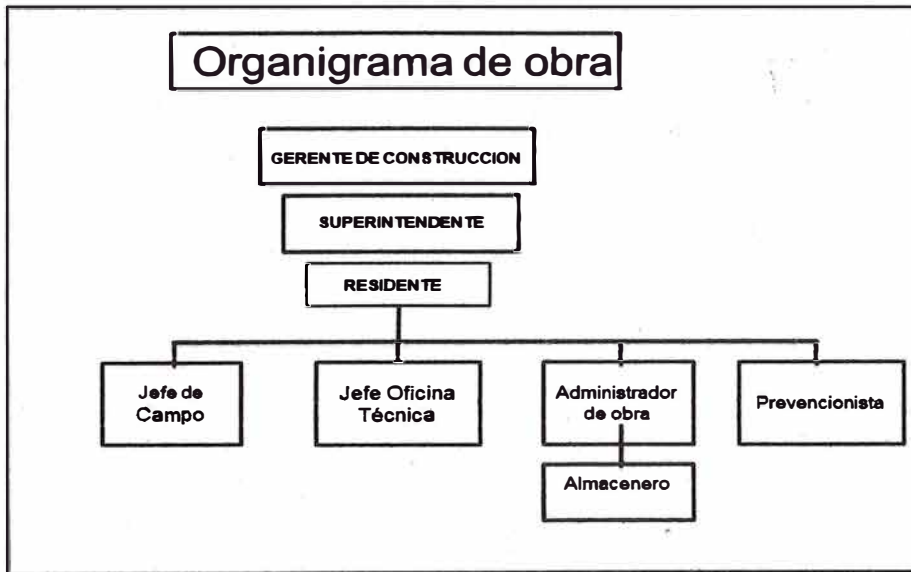 Organigrama de obra
GERENTE DE CONSTRUCCION
SUPERINTENDENTE
RESIDENTE
Jefe de
Campo
Jefe Oficina
Técnica
Administrador
de obra
Prevencionista
Almacenero